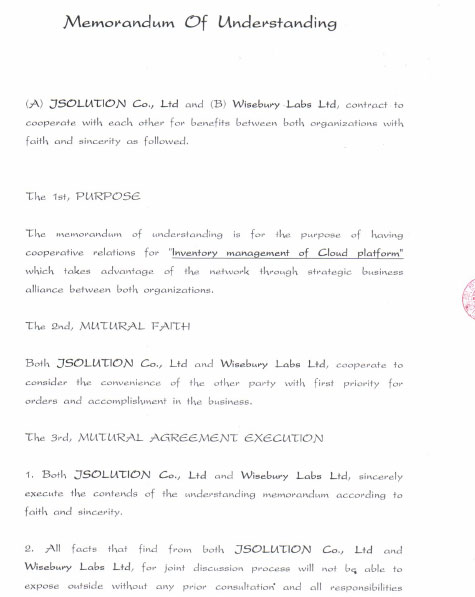 Memorandum Of Understanding
(A) JSOLUTION Co., Ltd and (B) Wisebury Labs Ltd, contract to
cooperate with each other for benefits between both organizations with
faith and sincerity as followed.
The 1st, PURPOSE
The memorandum of understanding is for the purpose of having
cooperative relations for "Inventory management of Cloud platform"
which takes advantage of the network through strategic business
alliance between both organizations.
The 2nd, MUTURAL FAITH
Both JSOLUTION Co., Ltd and Wisebury Labs Ltd, cooperate to
consider the convenience of the other party with first priority for
orders and accomplishment in the business.
The 3rd, MUTURAL AGREEMENT EXECUTION
1. Both JSOLUTION Co., Ltd and Wisebury Labs Ltd, sincerely
execute the contends of the understanding memorandum according to
faith and sincerity.
2. All facts that find from both JSOLUTION Co., Ltd and
Wisebury Labs Ltd, for joint discussion process will not be able to
expose outside without any prior consultation and all responsibilities